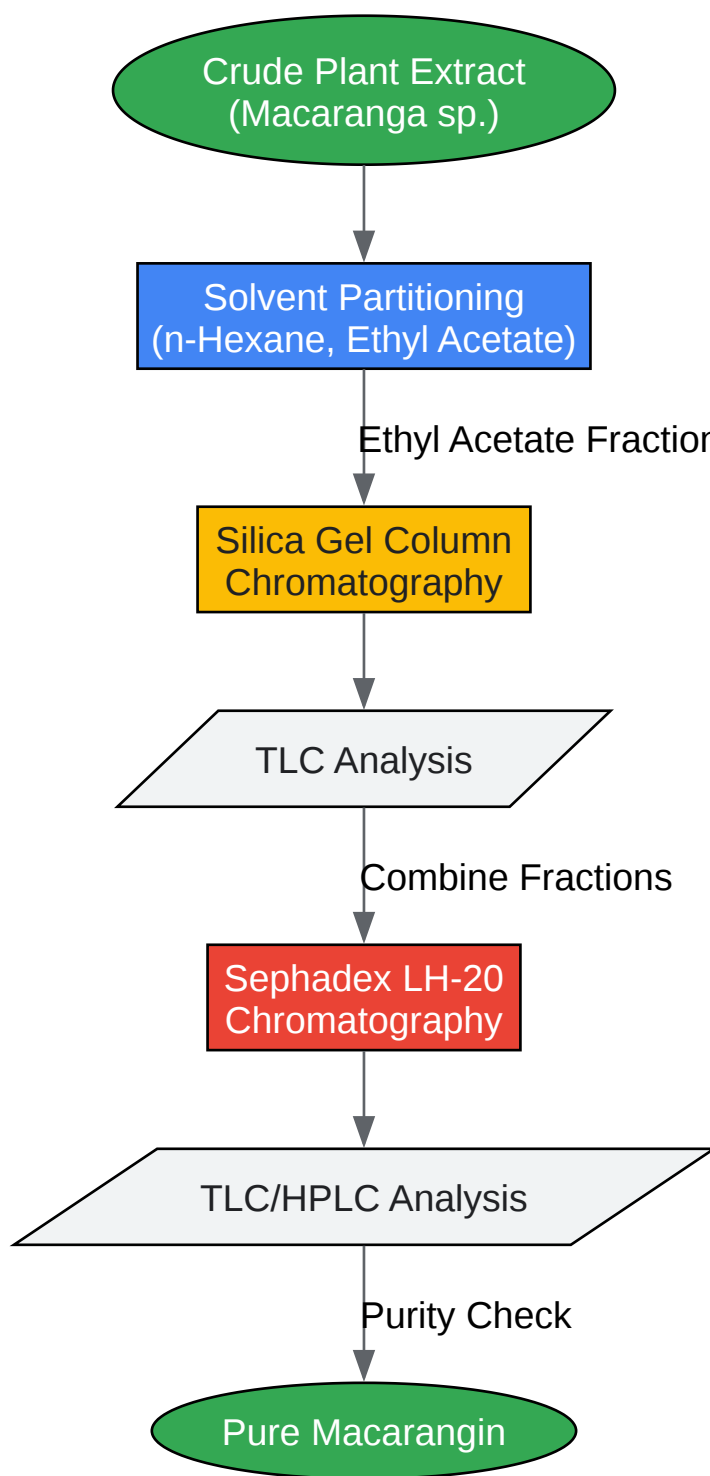 Crude Plant Extract
(Macaranga sp.)
Solvent Partitioning
(n-Hexane, Ethyl Acetate)
Ethyl Acetate Fraction
Silica Gel Column
Chromatography
TLC Analysis
Combine Fractions
Sephadex LH-20
Chromatography
TLC/HPLC Analysis
Purity Check
Pure Macarangin